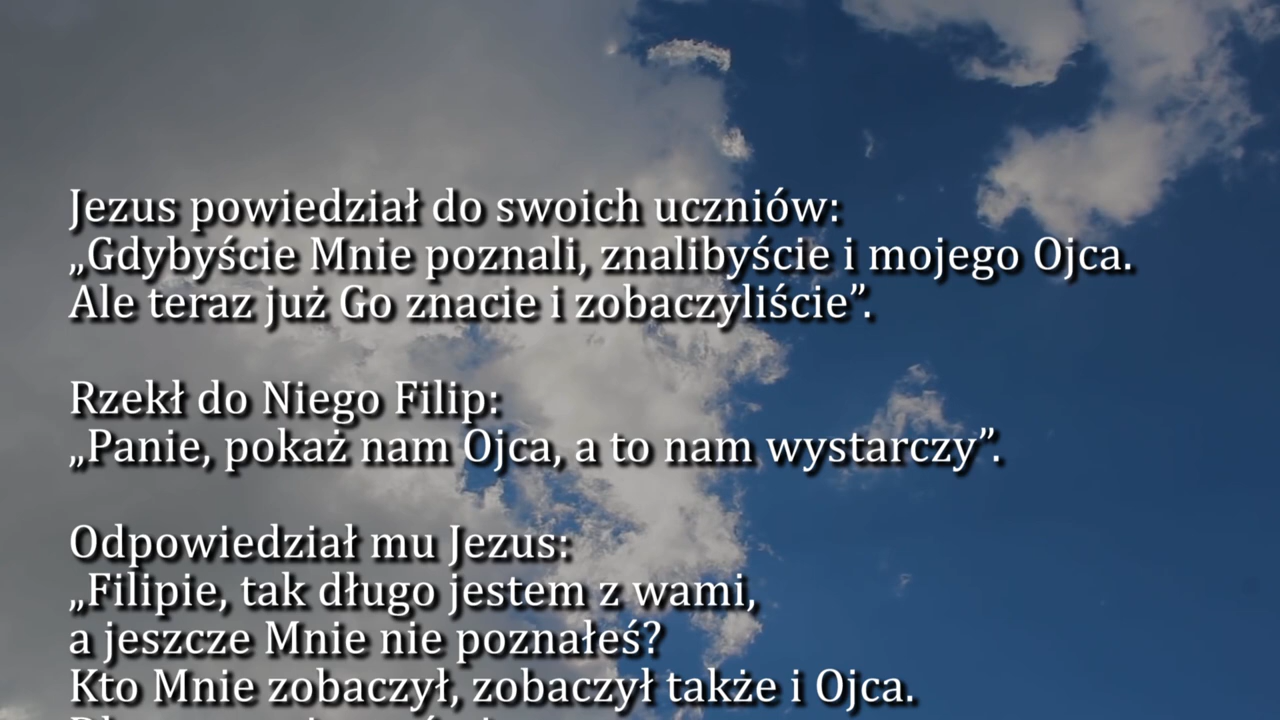 Jezus powiedział do swoich uczniów:
„Gdybyście Mnie poznali, znalibyście i mojego Ojca.
Ale teraz już Go znacie i zobaczyliście”.
Rzekł do Niego Filip:
„Panie, pokaż nam Ojca, a to nam wystarczy”.
Odpowiedział mu Jezus:
„Filipie, tak długo jestem z wami,
a jeszcze Mnie nie poznałeś?
Kto Mnie zobaczył, zobaczył także i Ojca.